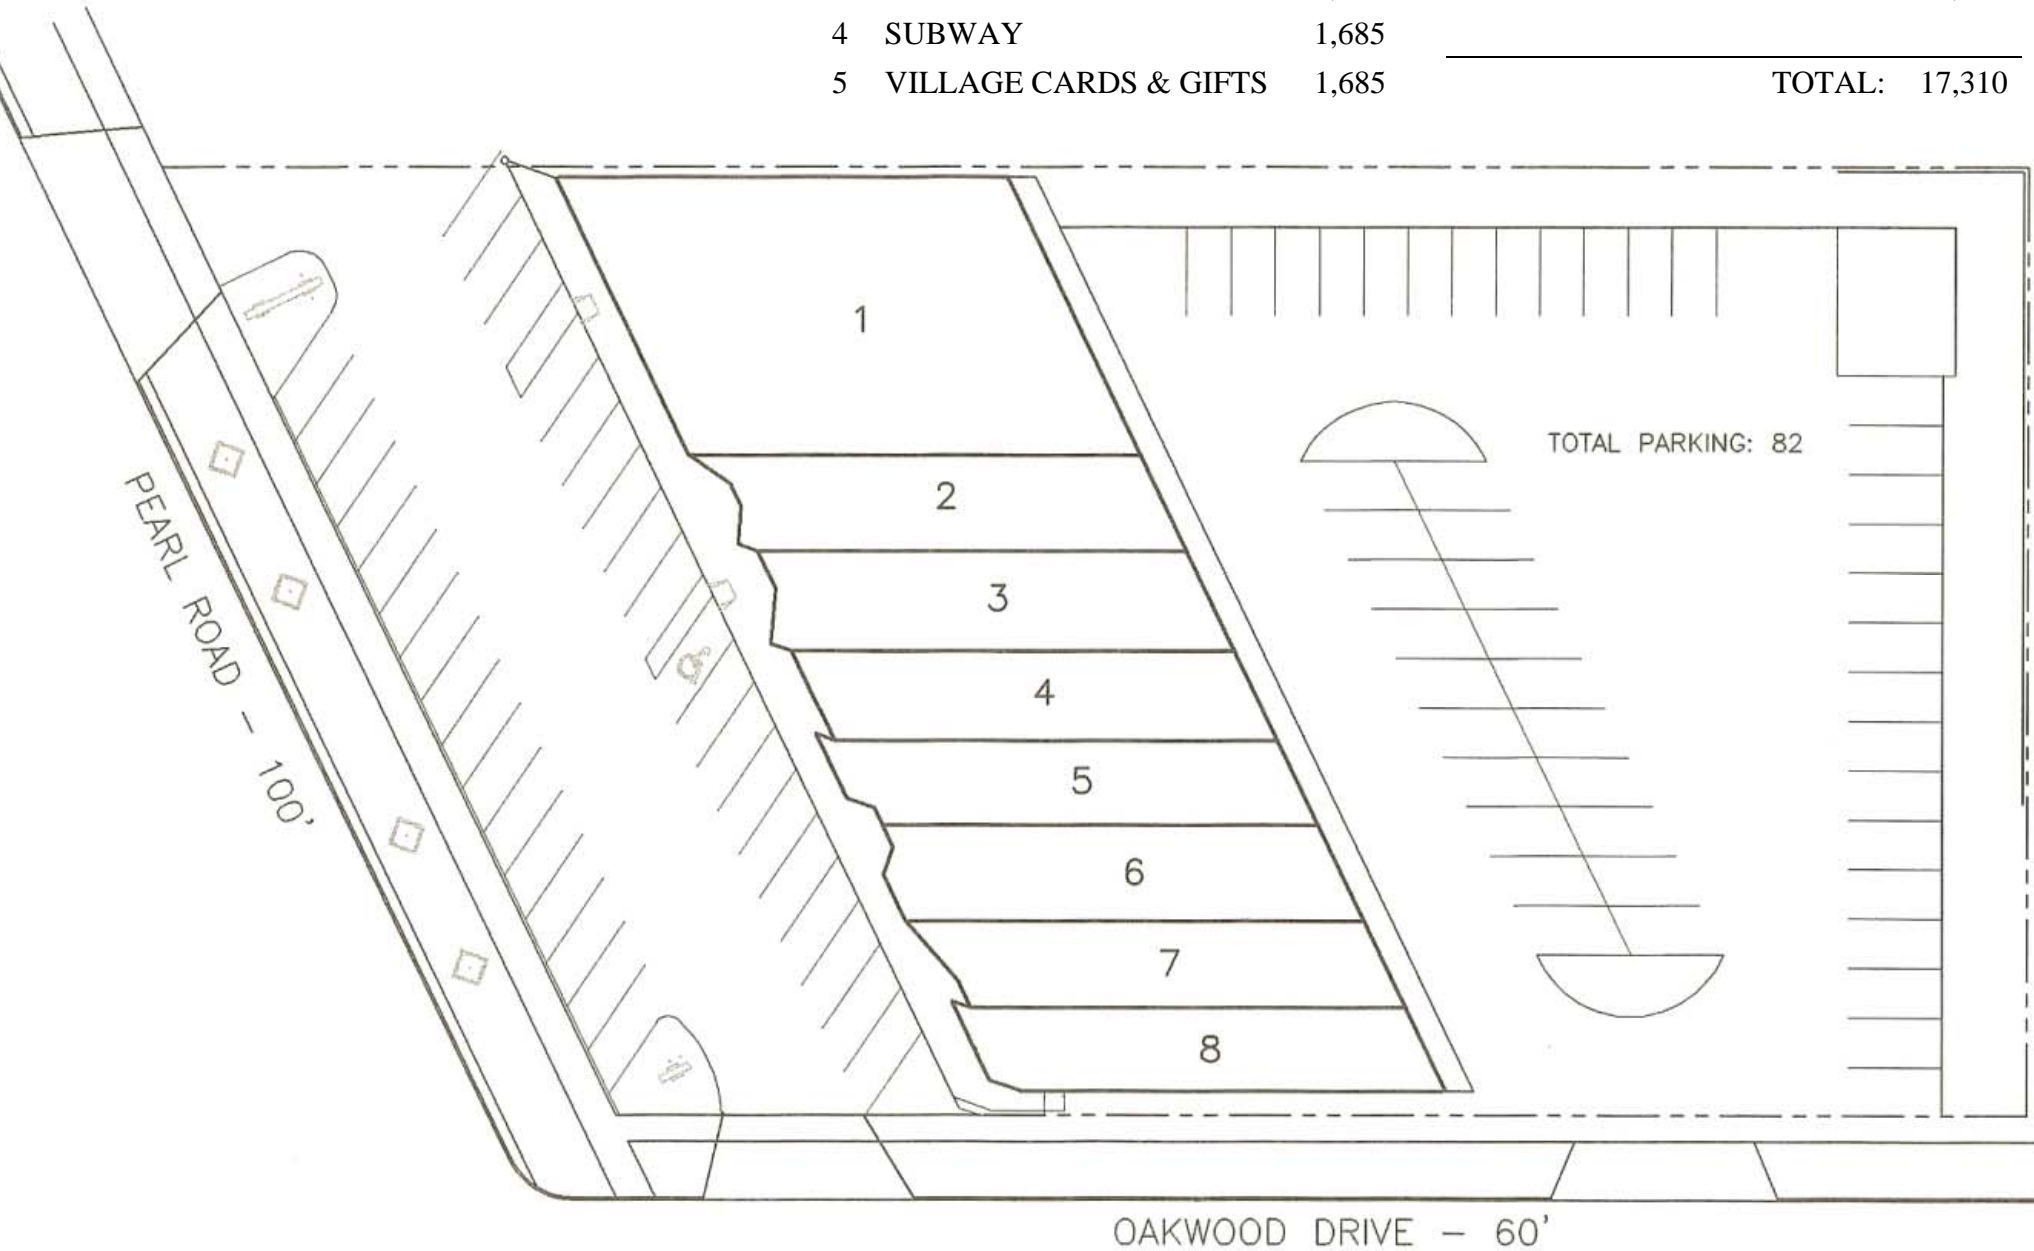 4 SUBWAY 1,685
5 VILLAGE CARDS & GIFTS 1,685 TOTAL: 17,310
1
TOTAL PARKING: 82
2
3
4
5
6
7
8
PEARL ROAD – 100'
OAKWOOD DRIVE – 60'